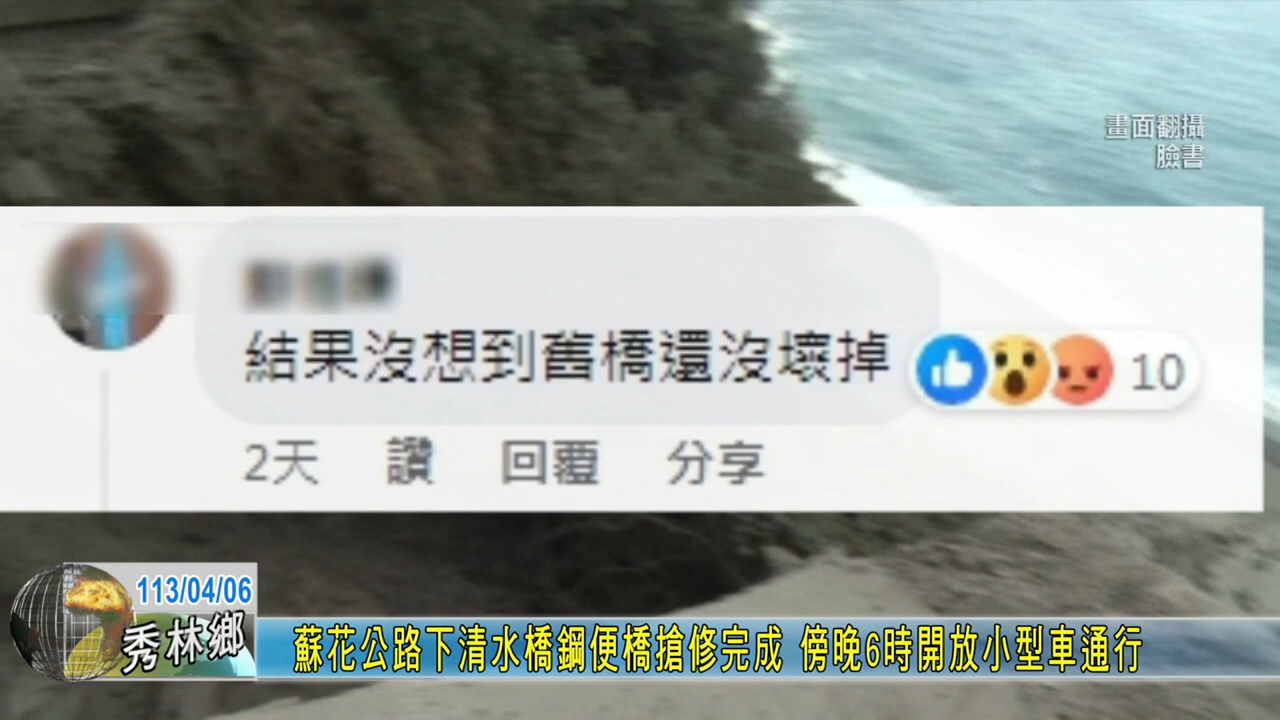 畫面翻攝
臉書
結果沒想到舊橋還沒壞掉
10
2天 讚 回覆 分享
113/04/06
秀林鄉
蘇花公路下清水橋鋼便橋搶修完成 傍晚6時開放小型車通行